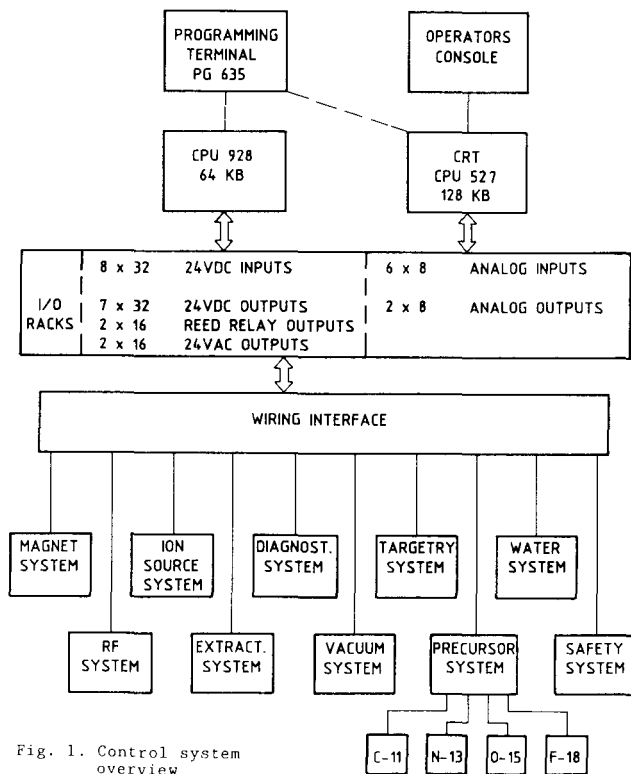 PROGRAMMING
TERMINAL
PG 635
OPERATORS
CONSOLE
CPU 928
64 KB
CRT
CPU 527
128 KB
I/O
RACKS
8 x 32 24VDC INPUTS
7 x 32 24VDC OUTPUTS
2 x 16 REED RELAY OUTPUTS
2 x 16 24VAC OUTPUTS
6 x 8 ANALOG INPUTS
2 x 8 ANALOG OUTPUTS
WIRING INTERFACE
MAGNET
SYSTEM
ION
SOURCE
SYSTEM
DIAGNOST.
SYSTEM
TARGETRY
SYSTEM
WATER
SYSTEM
RF
SYSTEM
EXTRACT.
SYSTEM
VACUUM
SYSTEM
PRECURSOR
SYSTEM
SAFETY
SYSTEM
C-11
N-13
O-15
F-18
Fig. 1. Control system
overview